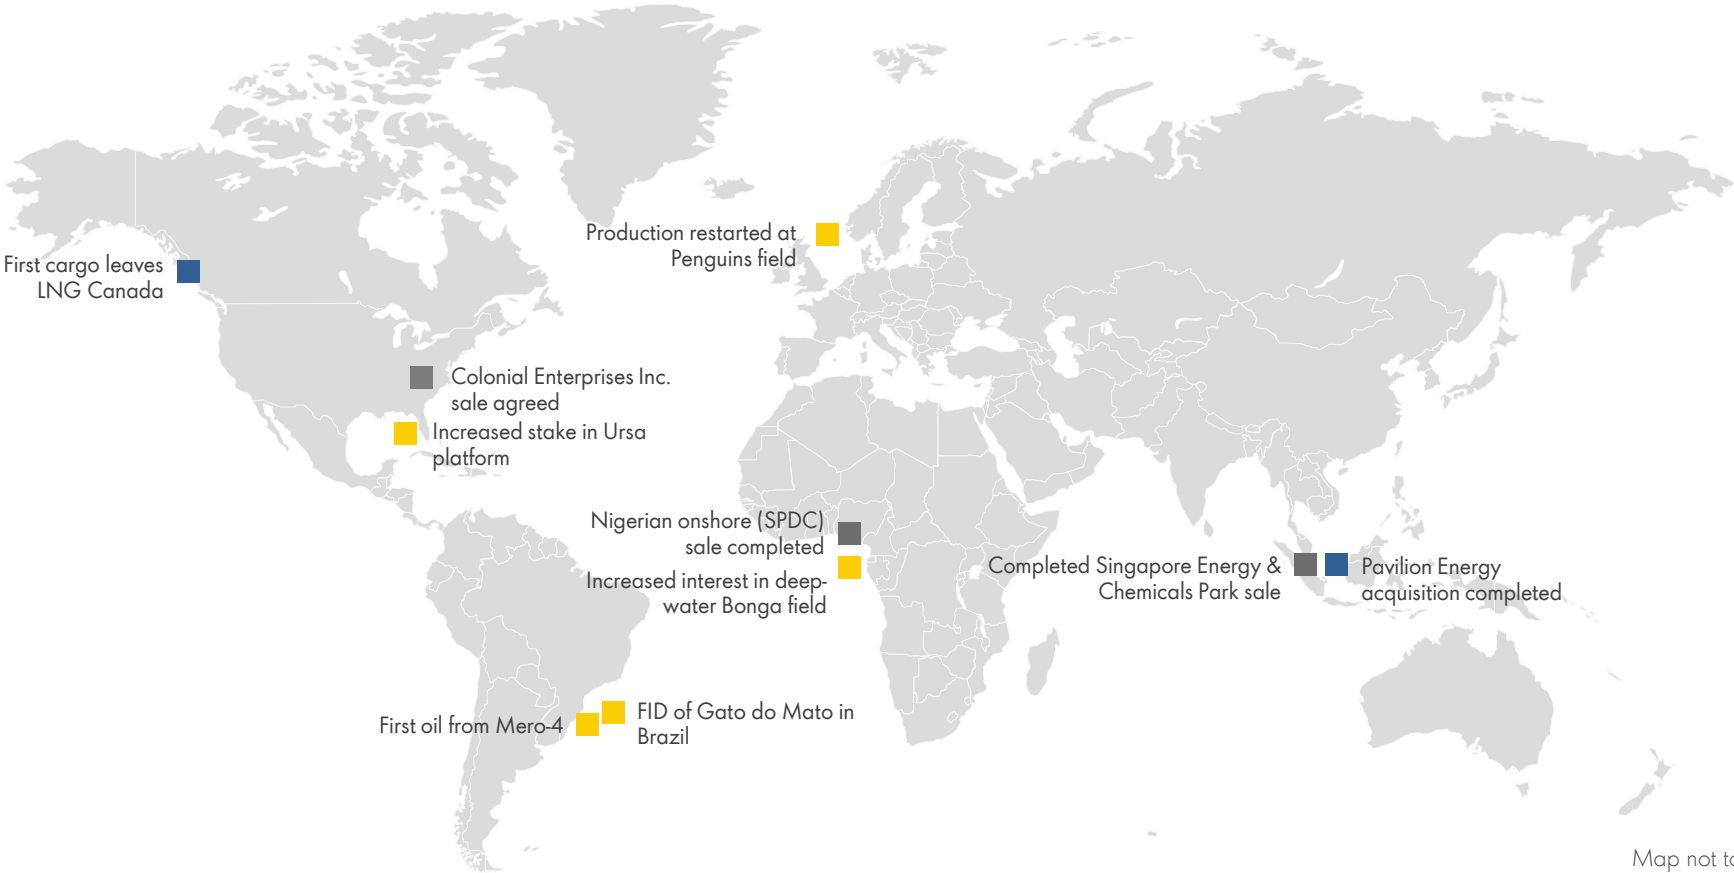 Production restarted at
Penguins field
First cargo leaves
LNG Canada
Colonial Enterprises Inc.
sale agreed
Increased stake in Ursa
platform
Nigerian onshore (SPDC)
sale completed
Increased interest in deep-
water Bonga field
Completed Singapore Energy &
Chemicals Park sale
Pavilion Energy
acquisition completed
First oil from Mero-4
FID of Gato do Mato in
Brazil
Map not to